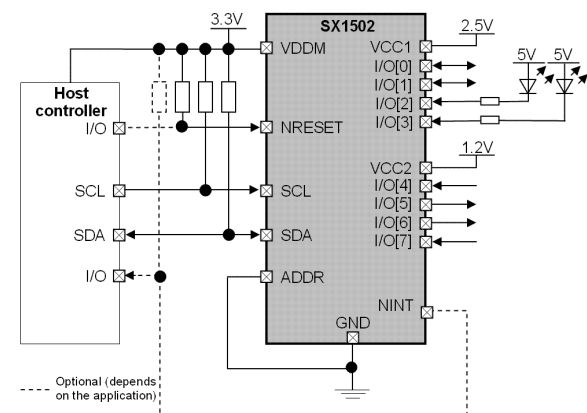 3.3V
SX1502
2.5V
VDDM
VCC1
5V 5V
Host
controller
I/O[0]
I/O[1]
I/O[2]
I/O[3]
I/O
NRESET
1.2V
VCC2
I/O[4]
SCL
SCL
I/O[5]
I/O[6]
SDA
SDA
I/O[7]
I/O
ADDR
NINT
GND
Optional (depends
on the application)